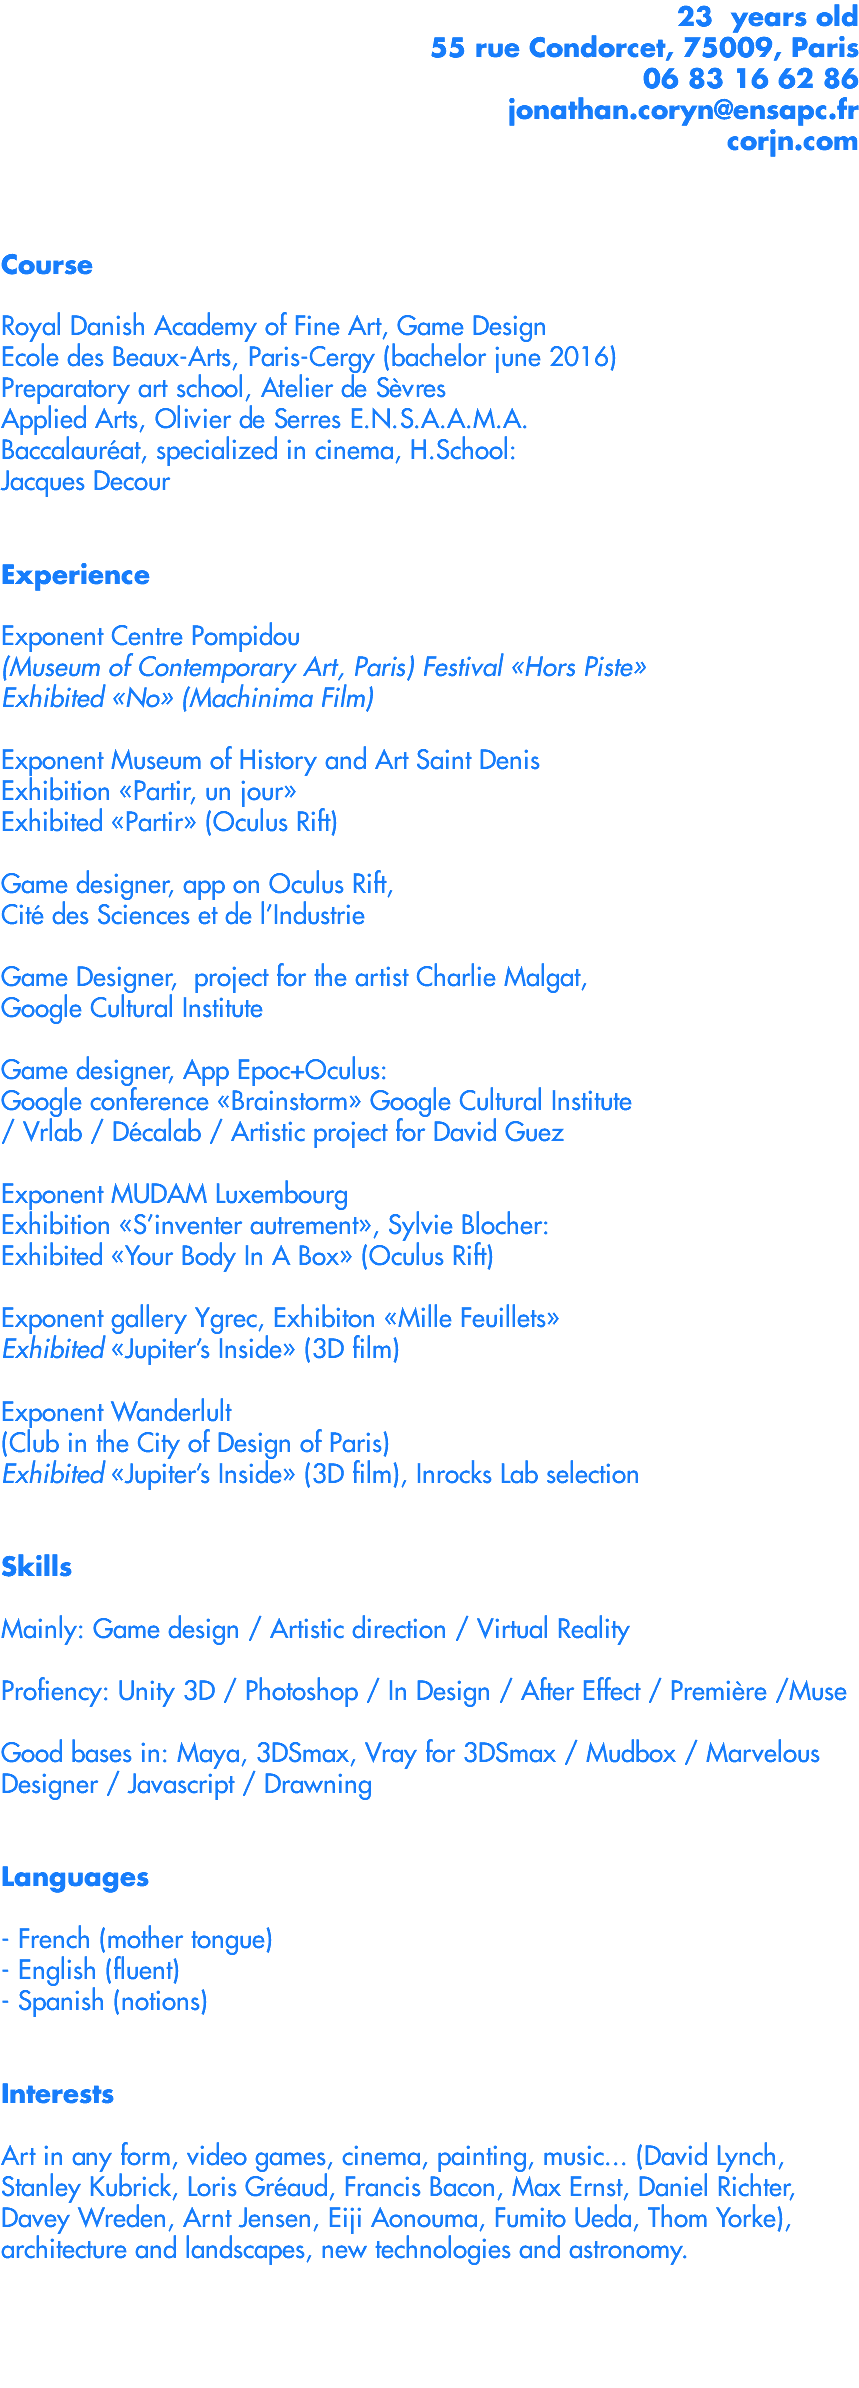 23 years old
55 rue Condorcet, 75009, Paris
06 83 16 62 86
jonathan.coryn@ensapc.fr
corjn.com
Course
Royal Danish Academy of Fine Art, Game Design
Ecole des Beaux-Arts, Paris-Cergy (bachelor june 2016)
Preparatory art school, Atelier de Sèvres
Applied Arts, Olivier de Serres E.N.S.A.A.M.A.
Baccalauréat, specialized in cinema, H.School:
Jacques Decour
Experience
Exponent Centre Pompidou
(Museum of Contemporary Art, Paris) Festival «Hors Piste»
Exhibited «No» (Machinima Film)
Exponent Museum of History and Art Saint Denis
Exhibition «Partir, un jour»
Exhibited «Partir» (Oculus Rift)
Game designer, app on Oculus Rift,
Cité des Sciences et de l’Industrie
Game Designer, project for the artist Charlie Malgat,
Google Cultural Institute
Game designer, App Epoc+Oculus:
Google conference «Brainstorm» Google Cultural Institute
/ Vrlab / Décalab / Artistic project for David Guez
Exponent MUDAM Luxembourg
Exhibition «S’inventer autrement», Sylvie Blocher:
Exhibited «Your Body In A Box» (Oculus Rift)
Exponent gallery Ygrec, Exhibiton «Mille Feuillets»
Exhibited «Jupiter’s Inside» (3D film)
Exponent Wanderlult
(Club in the City of Design of Paris)
Exhibited «Jupiter’s Inside» (3D film), Inrocks Lab selection
Skills
Mainly: Game design / Artistic direction / Virtual Reality
Profiency: Unity 3D / Photoshop / In Design / After Effect / Première /Muse
Good bases in: Maya, 3DSmax, Vray for 3DSmax / Mudbox / Marvelous
Designer / Javascript / Drawning
Languages
- French (mother tongue)
- English (fluent)
- Spanish (notions)
Interests
Art in any form, video games, cinema, painting, music... (David Lynch,
Stanley Kubrick, Loris Gréaud, Francis Bacon, Max Ernst, Daniel Richter,
Davey Wreden, Arnt Jensen, Eiji Aonouma, Fumito Ueda, Thom Yorke),
architecture and landscapes, new technologies and astronomy.